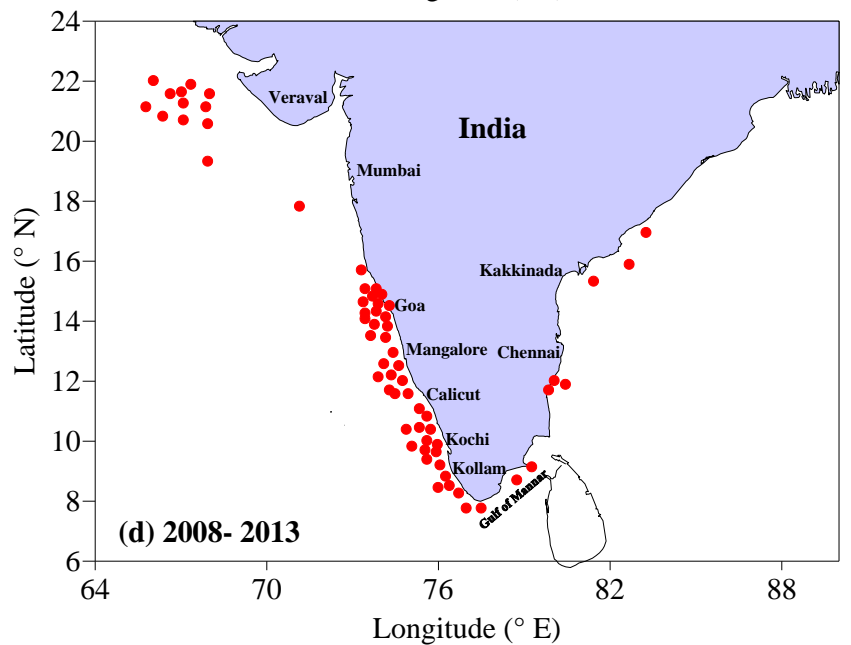 24
22
20
18
16
14
12
10
8
6
Latitude (° N)
Veraval
India
Mumbai
Kakkinada
Goa
Mangalore
Chennai
Calicut
Kochi
Kollam
Gulf of Mannar
(d) 2008- 2013
64
70
76
82
88
Longitude (° E)